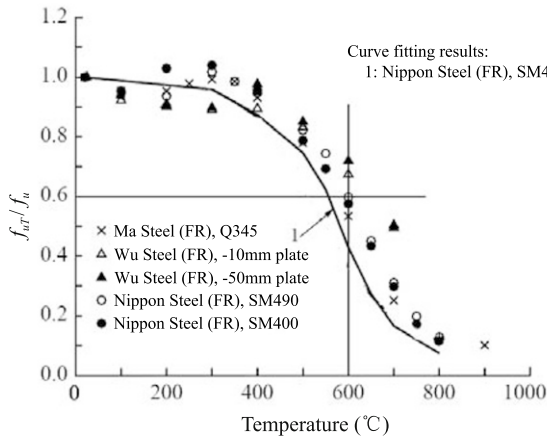 Curve fitting results:
1: Nippon Steel (FR), SM4
1.2
1.0
0.8
0.6
0.4
0.2
0.0
f_uT / f_u
1
Ma Steel (FR), Q345
Wu Steel (FR), -10mm plate
Wu Steel (FR), -50mm plate
Nippon Steel (FR), SM490
Nippon Steel (FR), SM400
0 200 400 600 800 1000
Temperature (℃)